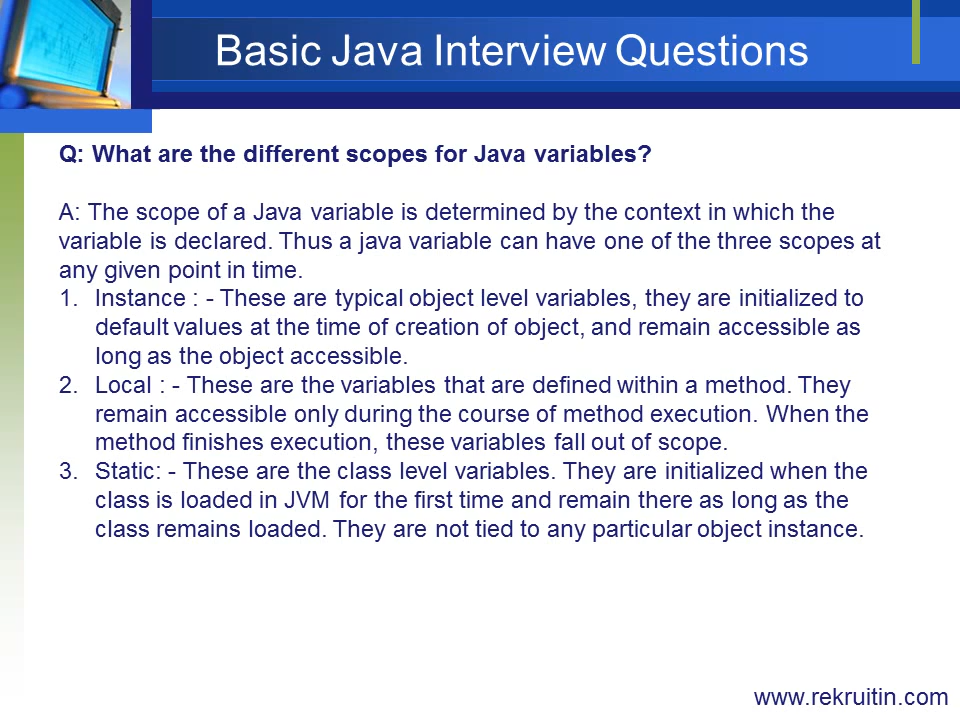 Basic Java Interview Questions
Q: What are the different scopes for Java variables?
A: The scope of a Java variable is determined by the context in which the
variable is declared. Thus a java variable can have one of the three scopes at
any given point in time.
1. Instance : - These are typical object level variables, they are initialized to
default values at the time of creation of object, and remain accessible as
long as the object accessible.
2. Local : - These are the variables that are defined within a method. They
remain accessible only during the course of method execution. When the
method finishes execution, these variables fall out of scope.
3. Static: - These are the class level variables. They are initialized when the
class is loaded in JVM for the first time and remain there as long as the
class remains loaded. They are not tied to any particular object instance.
www.rekruitin.com